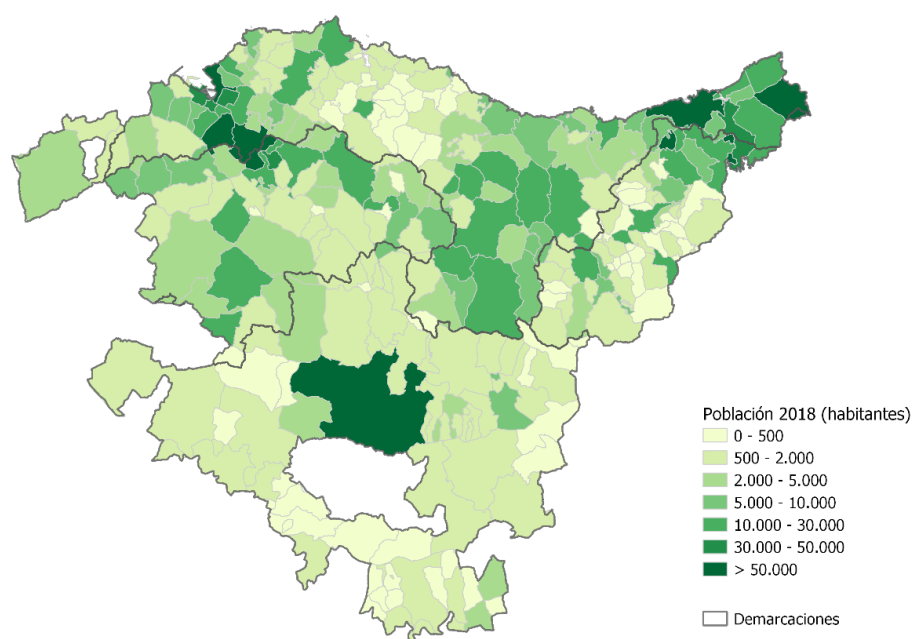 Población 2018 (habitantes)
0 - 500
500 - 2.000
2.000 - 5.000
5.000 - 10.000
10.000 - 30.000
30.000 - 50.000
> 50.000
Demarcaciones